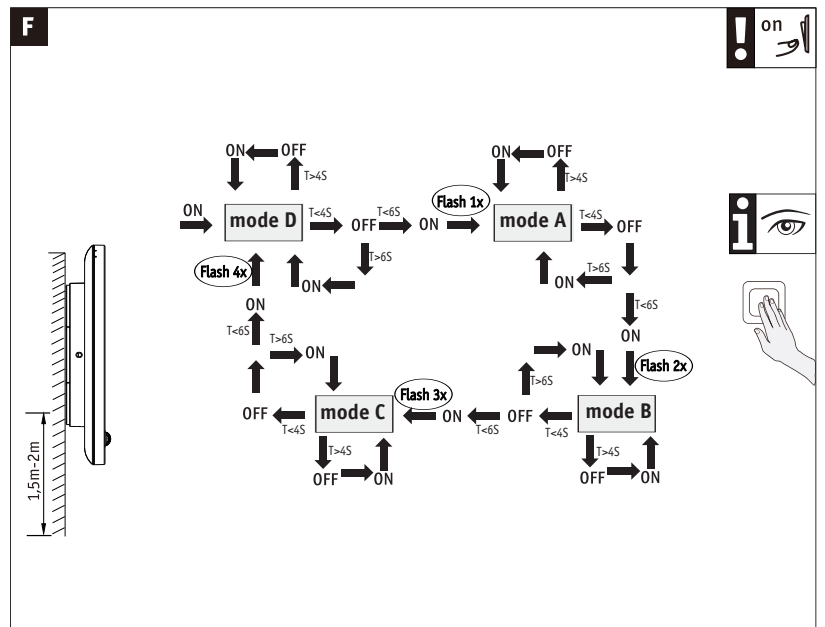 F
on
ON OFF
T>4S
ON mode D T<4S OFF T<6S ON
Flash 1x
T>6S
ON
Flash 4x
ON
T<6S
ON OFF
T>4S
mode A T<4S OFF
T>6S
ON
T<6S
ON
Flash 2x
mode B
T>4S
OFF ON
T<4S
OFF
T>6S
ON
T<6S
ON
Flash 3x
mode C
T>4S
OFF ON
T<4S
OFF
T>6S
ON
1,5m-2m
i